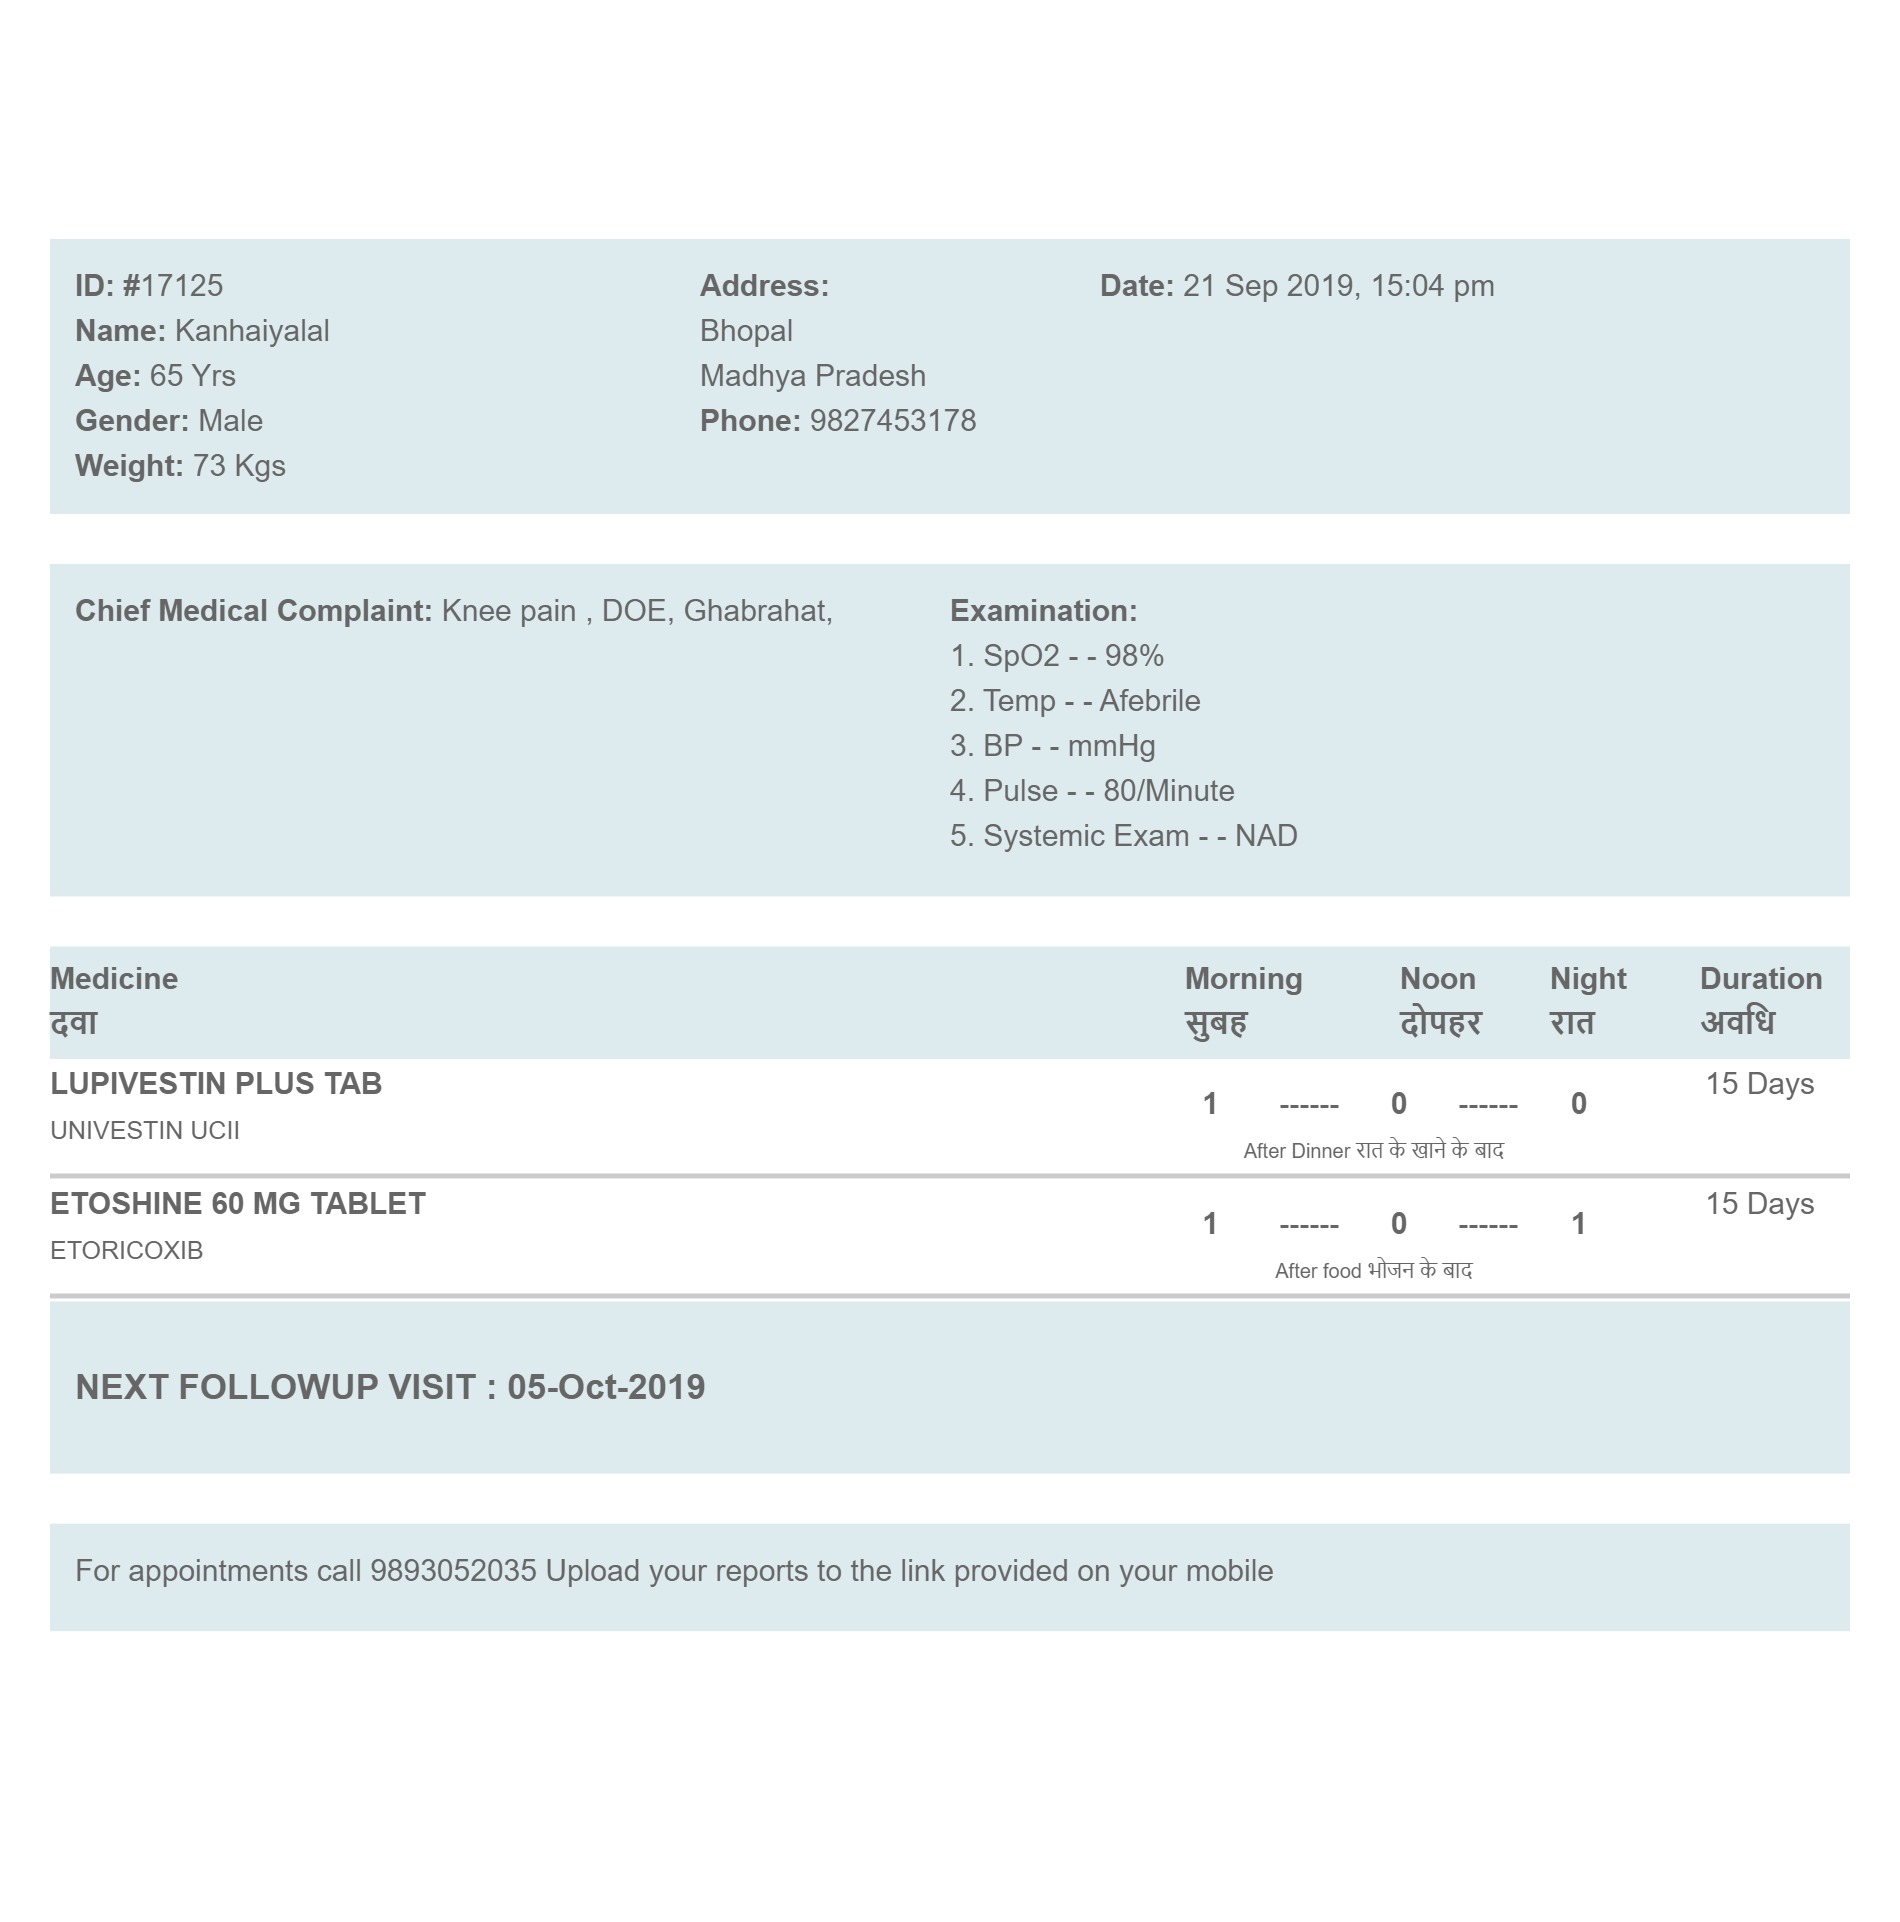 ID: #17125
Name: Kanhaiyalal
Age: 65 Yrs
Gender: Male
Weight: 73 Kgs
Address:
Bhopal
Madhya Pradesh
Phone: 9827453178
Date: 21 Sep 2019, 15:04 pm
Chief Medical Complaint: Knee pain , DOE, Ghabrahat,
Examination:
1. SpO2 - - 98%
2. Temp - - Afebrile
3. BP - - mmHg
4. Pulse - - 80/Minute
5. Systemic Exam - - NAD
Medicine Morning Noon Night Duration
दवा सुबह दोपहर रात अवधि
LUPIVESTIN PLUS TAB 15 Days
1 ------ 0 ------ 0
UNIVESTIN UCII
After Dinner रात के खाने के बाद
ETOSHINE 60 MG TABLET 15 Days
1 ------ 0 ------ 1
ETORICOXIB
After food भोजन के बाद
NEXT FOLLOWUP VISIT : 05-Oct-2019
For appointments call 9893052035 Upload your reports to the link provided on your mobile